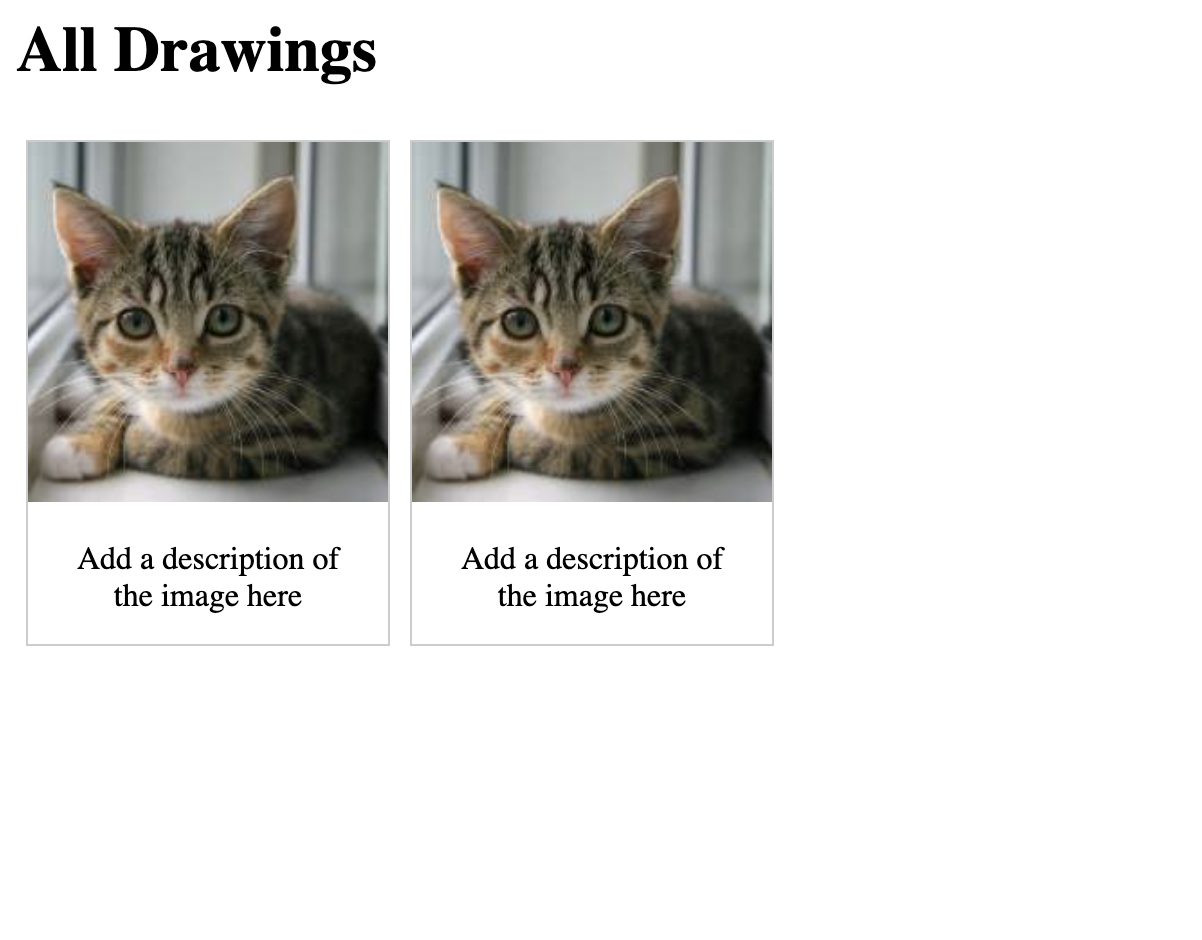 All Drawings
Add a description of
the image here
Add a description of
the image here